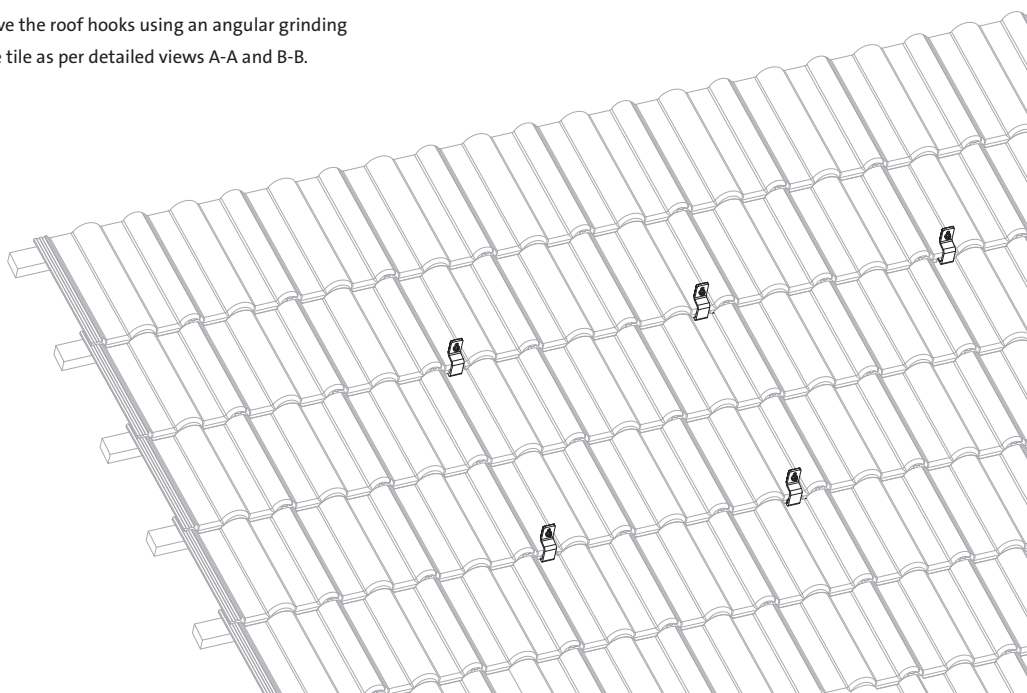 ve the roof hooks using an angular grinding
e tile as per detailed views A-A and B-B.